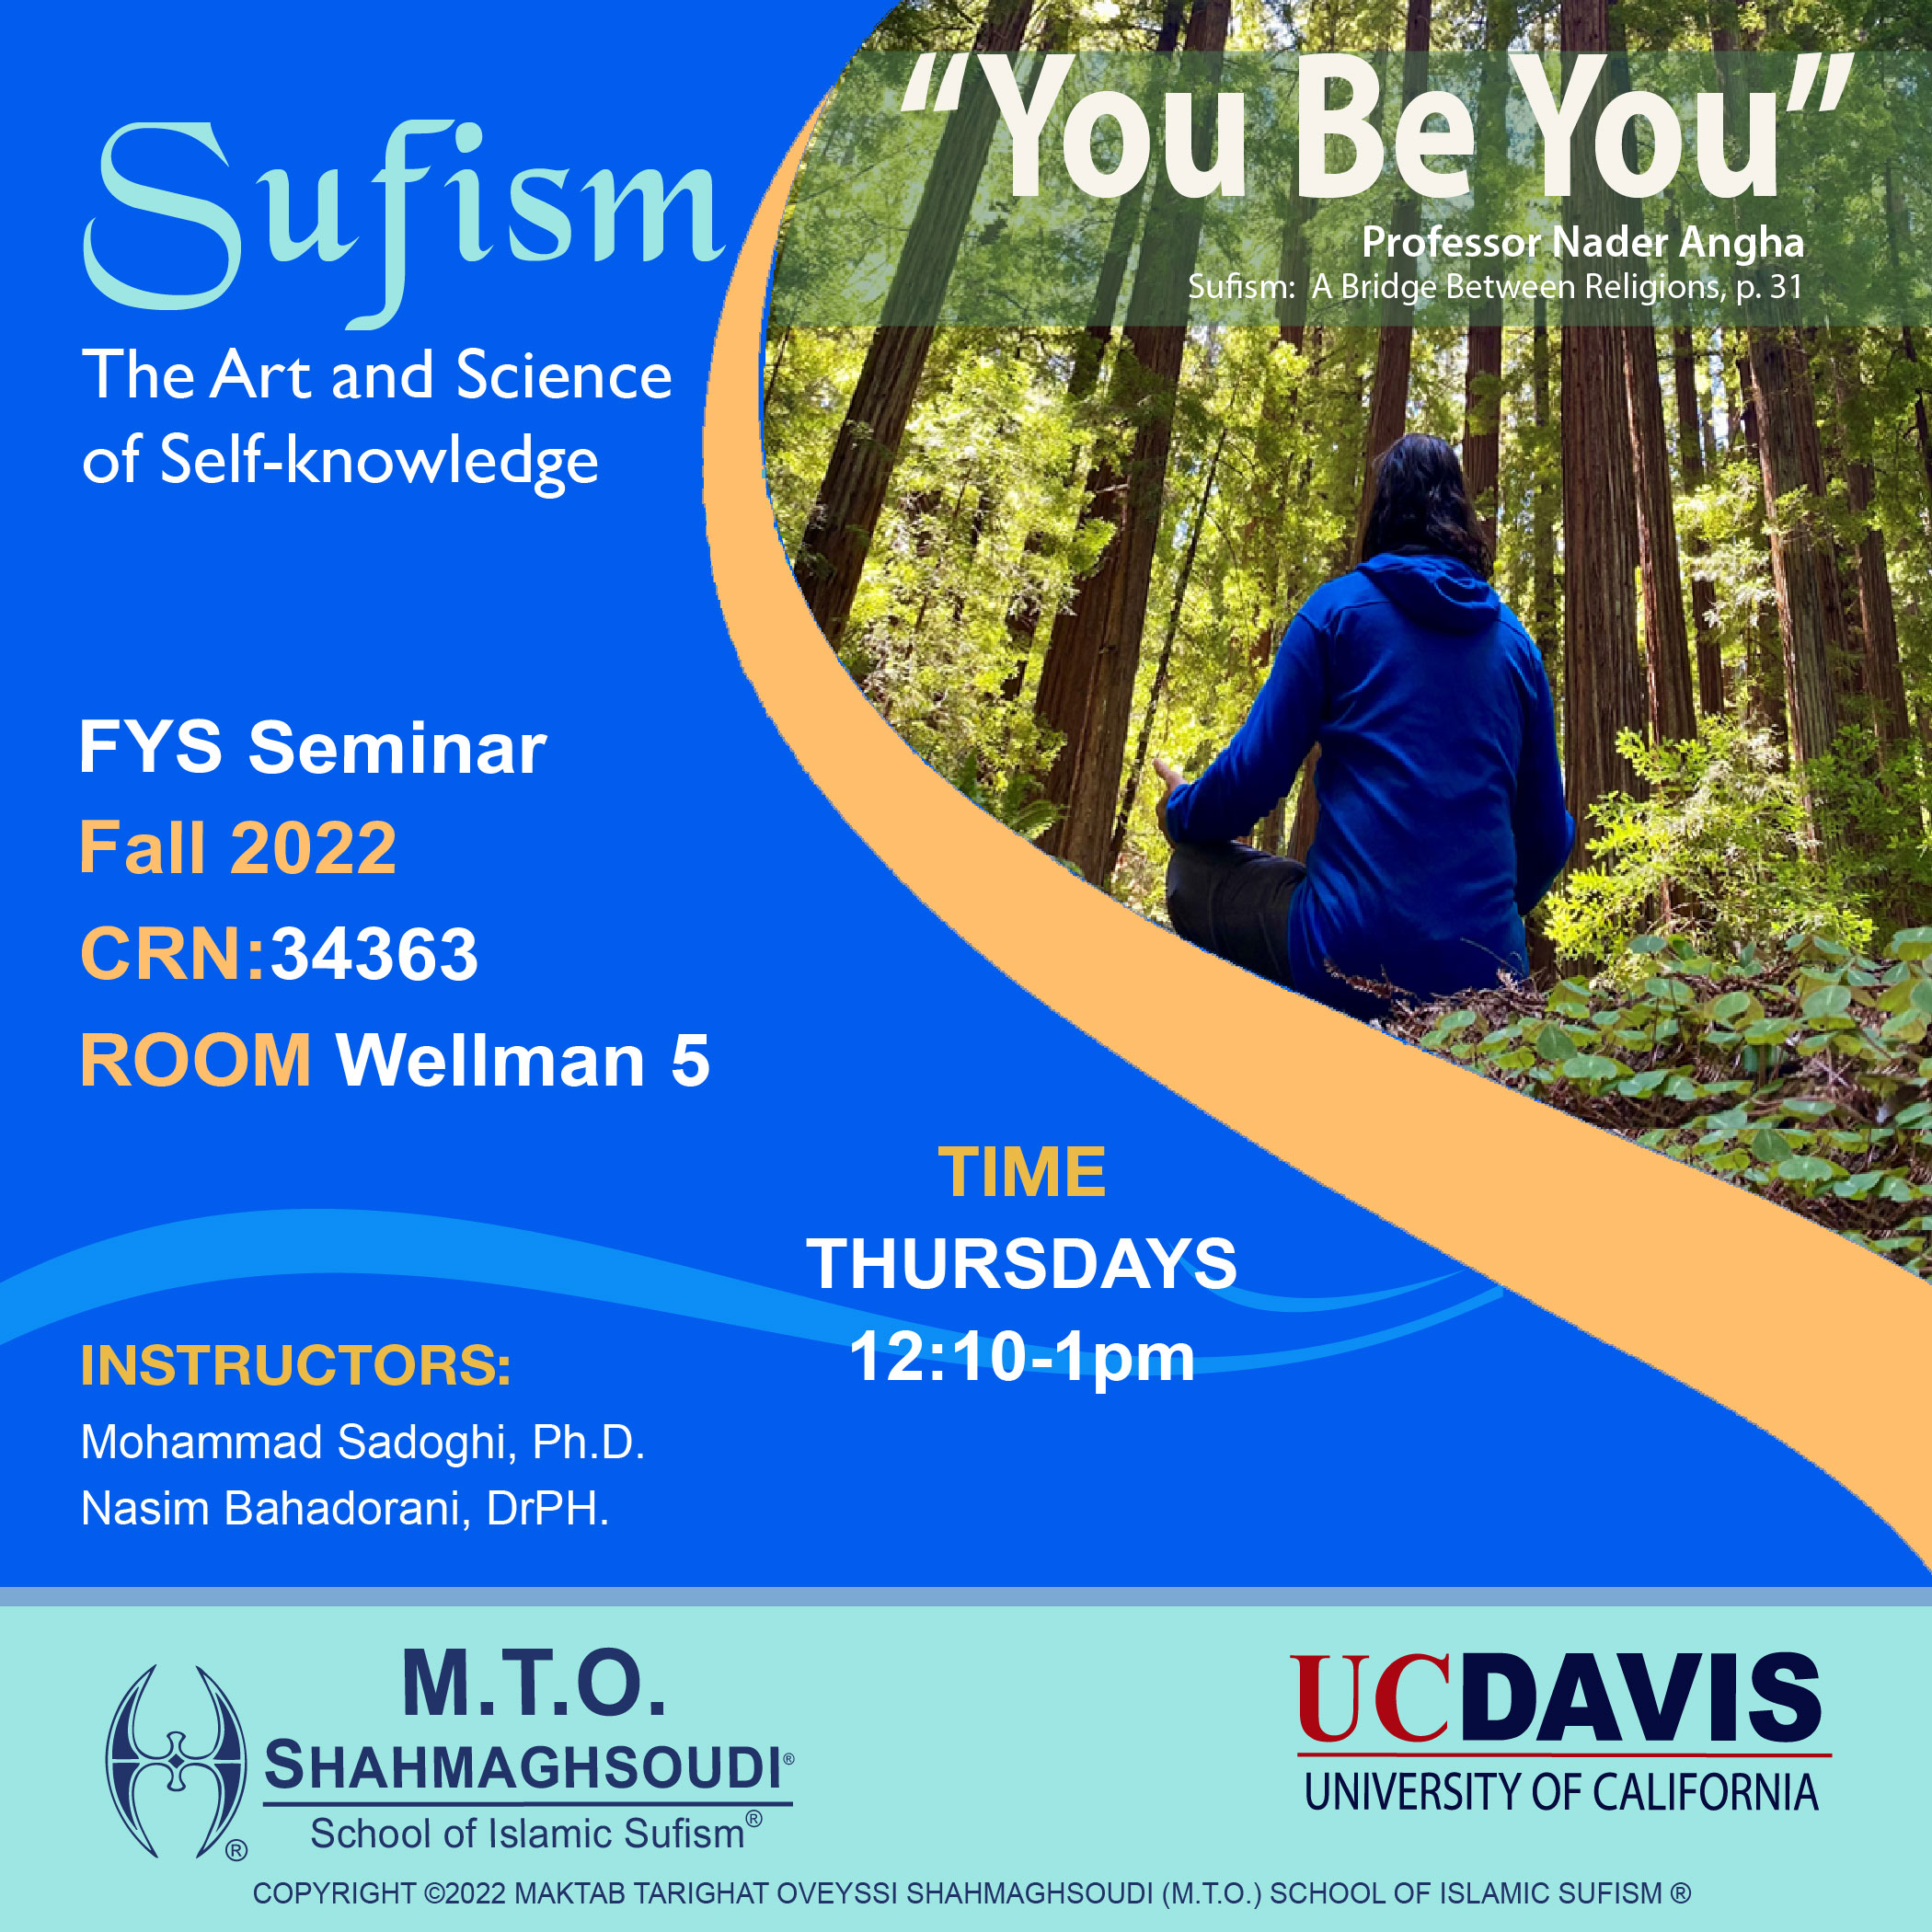 Sufism
The Art and Science
of Self-knowledge
“You Be You”
Professor Nader Angha
Sufism: A Bridge Between Religions, p. 31
FYS Seminar
Fall 2022
CRN:34363
ROOM Wellman 5
TIME
THURSDAYS
12:10-1pm
INSTRUCTORS:
Mohammad Sadoghi, Ph.D.
Nasim Bahadorani, DrPH.
M.T.O.
SHAHMAGHSOUDI®
School of Islamic Sufism®
®
UCDAVIS
UNIVERSITY OF CALIFORNIA
COPYRIGHT ©2022 MAKTAB TARIGHAT OVEYSSI SHAHMAGHSOUDI (M.T.O.) SCHOOL OF ISLAMIC SUFISM ®